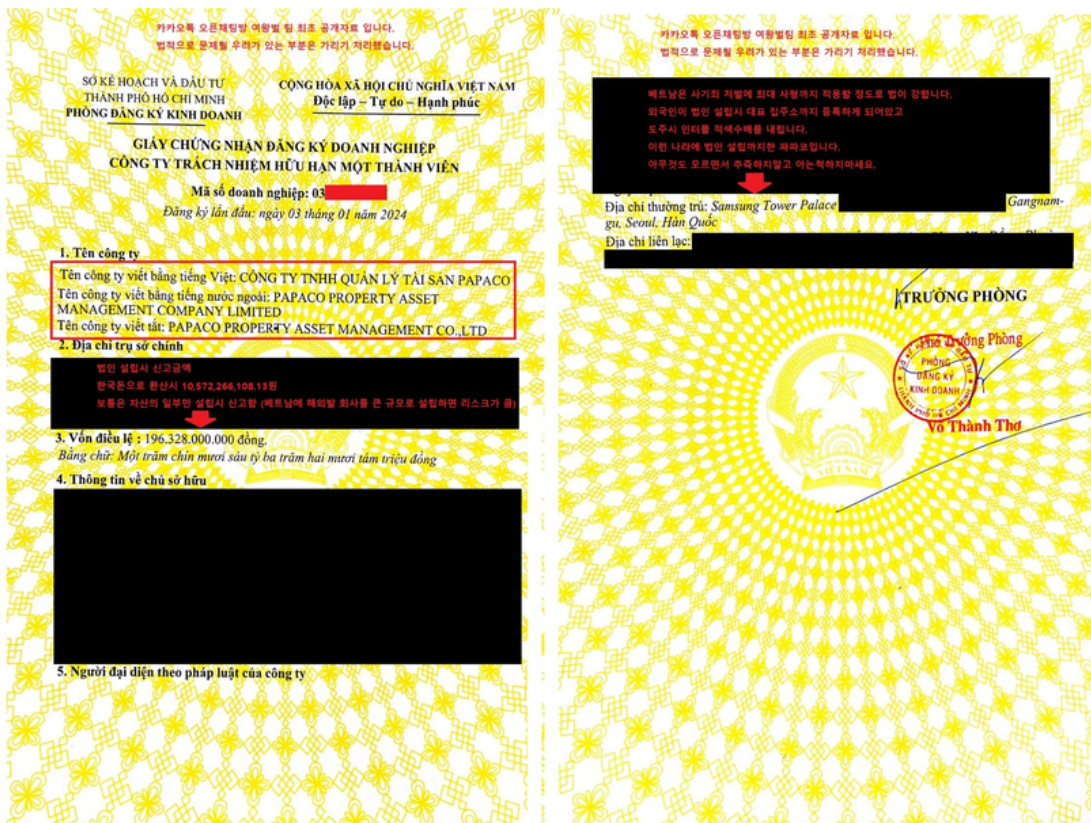 카카오톡 오픈채팅방 여왕벌 팀 최초 공개자료 입니다.
법적으로 문제될 우려가 있는 부분은 가리기 처리했습니다.
SỞ KẾ HOẠCH VÀ ĐẦU TƯ
THÀNH PHỐ HỒ CHÍ MINH
PHÒNG ĐĂNG KÝ KINH DOANH
CỘNG HÒA XÃ HỘI CHỦ NGHĨA VIỆT NAM
Độc lập – Tự do – Hạnh phúc
GIẤY CHỨNG NHẬN ĐĂNG KÝ DOANH NGHIỆP
CÔNG TY TRÁCH NHIỆM HỮU HẠN MỘT THÀNH VIÊN
Mã số doanh nghiệp: 03
Đăng ký lần đầu: ngày 03 tháng 01 năm 2024
1. Tên công ty
Tên công ty viết bằng tiếng Việt: CÔNG TY TNHH QUẢN LÝ TÀI SẢN PAPACO
Tên công ty viết bằng tiếng nước ngoài: PAPACO PROPERTY ASSET
MANAGEMENT COMPANY LIMITED
Tên công ty viết tắt: PAPACO PROPERTY ASSET MANAGEMENT CO.,LTD
2. Địa chỉ trụ sở chính
법인 설립시 신고금액
한국돈으로 환산시 10,572,266,108.13원
보통은 자산의 일부만 설립시 신고함 (베트남에 해외발 회사를 큰 규모로 설립하면 리스크가 큼)
3. Vốn điều lệ : 196.328.000.000 đồng.
Bằng chữ: Một trăm chín mươi sáu tỷ ba trăm hai mươi tám triệu đồng
4. Thông tin về chủ sở hữu
5. Người đại diện theo pháp luật của công ty
카카오톡 오픈채팅방 여왕벌팀 최초 공개자료 입니다.
법적으로 문제될 우려가 있는 부분은 가리기 처리했습니다.
베트남은 사기죄 처벌에 최대 사형까지 적용할 정도로 법이 강합니다.
외국인이 법인 설립시 대표 집주소까지 등록하게 되어있고
도주시 인터폴 적색수배를 내립니다.
이런 나라에 법인 설립까지한 파파코입니다.
아무것도 모르면서 추측하지말고 아는척하지마세요.
Địa chỉ thường trú: Samsung Tower Palace Gangnam-
gu, Seoul, Hàn Quốc
Địa chỉ liên lạc:
TRƯỞNG PHÒNG
Phó Trưởng Phòng
PHÒNG
ĐĂNG KÝ
KINH DOANH
Võ Thành Thơ